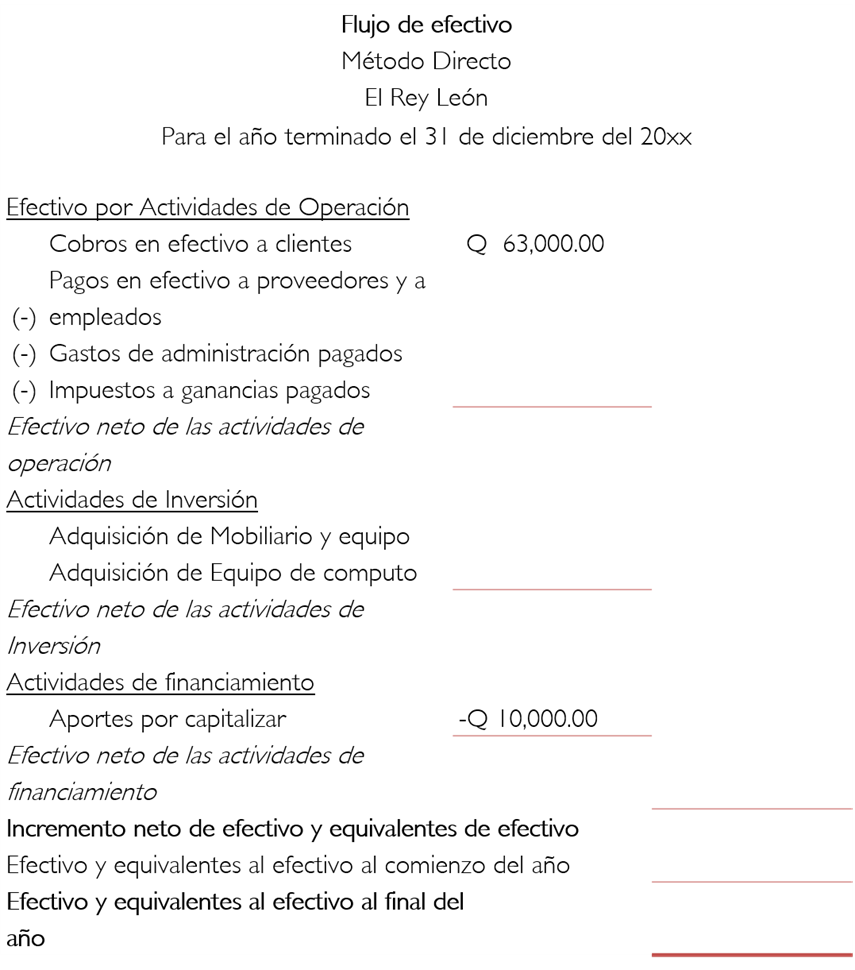 Flujo de efectivo
Método Directo
El Rey León
Para el año terminado el 31 de diciembre del 20xx
Efectivo por Actividades de Operación
Cobros en efectivo a clientes Q 63,000.00
Pagos en efectivo a proveedores y a
(-) empleados
(-) Gastos de administración pagados
(-) Impuestos a ganancias pagados
Efectivo neto de las actividades de
operación
Actividades de Inversión
Adquisición de Mobiliario y equipo
Adquisición de Equipo de computo
Efectivo neto de las actividades de
Inversión
Actividades de financiamiento
Aportes por capitalizar -Q 10,000.00
Efectivo neto de las actividades de
financiamiento
Incremento neto de efectivo y equivalentes de efectivo
Efectivo y equivalentes al efectivo al comienzo del año
Efectivo y equivalentes al efectivo al final del
año